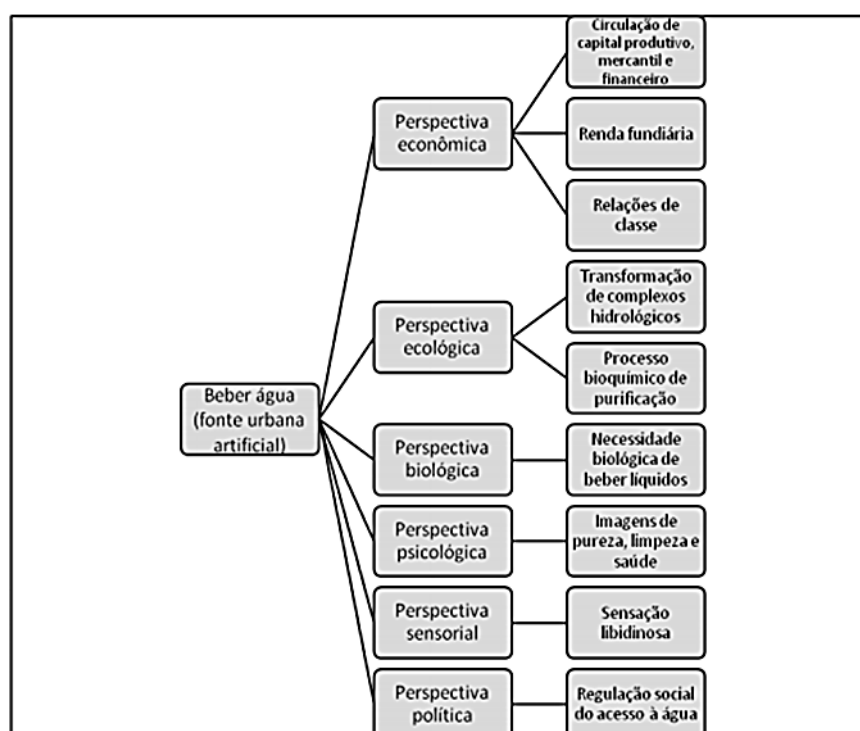 Circulação de
capital produtivo,
mercantil e
financeiro
Perspectiva
econômica
Renda fundiária
Relações de
classe
Transformação
de complexos
hidrológicos
Perspectiva
ecológica
Processo
bioquímico de
purificação
Beber água
(fonte urbana
artificial)
Perspectiva
biológica
Necessidade
biológica de
beber líquidos
Perspectiva
psicológica
Imagens de
pureza, limpeza e
saúde
Perspectiva
sensorial
Sensação
libidinosa
Perspectiva
política
Regulação social
do acesso à água